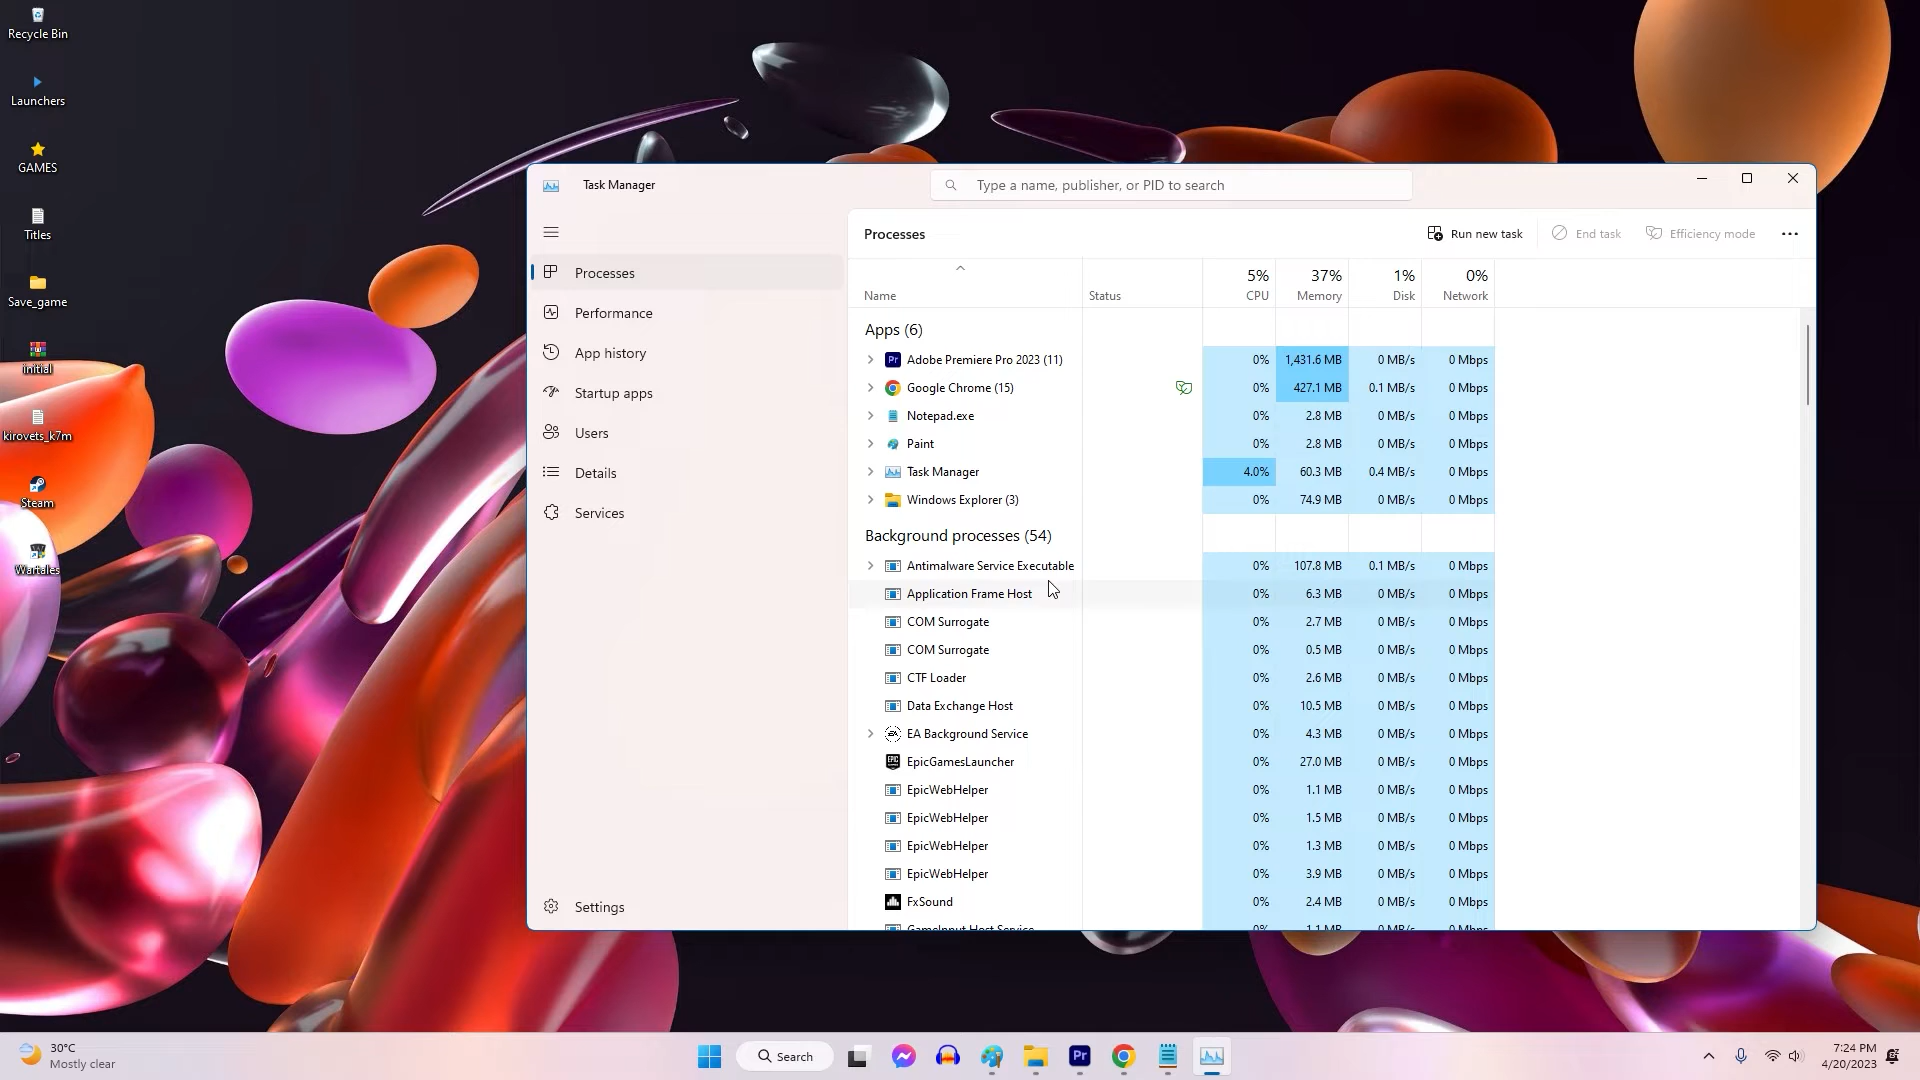 Recycle Bin
Launchers
GAMES
Titles
Save_game
initial
kirovets_k7m
Steam
Wartales
Task Manager
Type a name, publisher, or PID to search
Processes
Performance
App history
Startup apps
Users
Details
Services
Settings
Processes
Run new task
End task
Efficiency mode
5% 37% 1% 0%
Name Status CPU Memory Disk Network
Apps (6)
Adobe Premiere Pro 2023 (11) 0% 1,431.6 MB 0 MB/s 0 Mbps
Google Chrome (15) 0% 427.1 MB 0.1 MB/s 0 Mbps
Notepad.exe 0% 2.8 MB 0 MB/s 0 Mbps
Paint 0% 2.8 MB 0 MB/s 0 Mbps
Task Manager 4.0% 60.3 MB 0.4 MB/s 0 Mbps
Windows Explorer (3) 0% 74.9 MB 0 MB/s 0 Mbps
Background processes (54)
Antimalware Service Executable 0% 107.8 MB 0.1 MB/s 0 Mbps
Application Frame Host 0% 6.3 MB 0 MB/s 0 Mbps
COM Surrogate 0% 2.7 MB 0 MB/s 0 Mbps
COM Surrogate 0% 0.5 MB 0 MB/s 0 Mbps
CTF Loader 0% 2.6 MB 0 MB/s 0 Mbps
Data Exchange Host 0% 10.5 MB 0 MB/s 0 Mbps
EA Background Service 0% 4.3 MB 0 MB/s 0 Mbps
EpicGamesLauncher 0% 27.0 MB 0 MB/s 0 Mbps
EpicWebHelper 0% 1.1 MB 0 MB/s 0 Mbps
EpicWebHelper 0% 1.5 MB 0 MB/s 0 Mbps
EpicWebHelper 0% 1.3 MB 0 MB/s 0 Mbps
EpicWebHelper 0% 3.9 MB 0 MB/s 0 Mbps
FxSound 0% 2.4 MB 0 MB/s 0 Mbps
GameInput Host Service 0% 1.1 MB 0 MB/s 0 Mbps
30°C
Mostly clear
Search
Pr
7:24 PM
4/20/2023